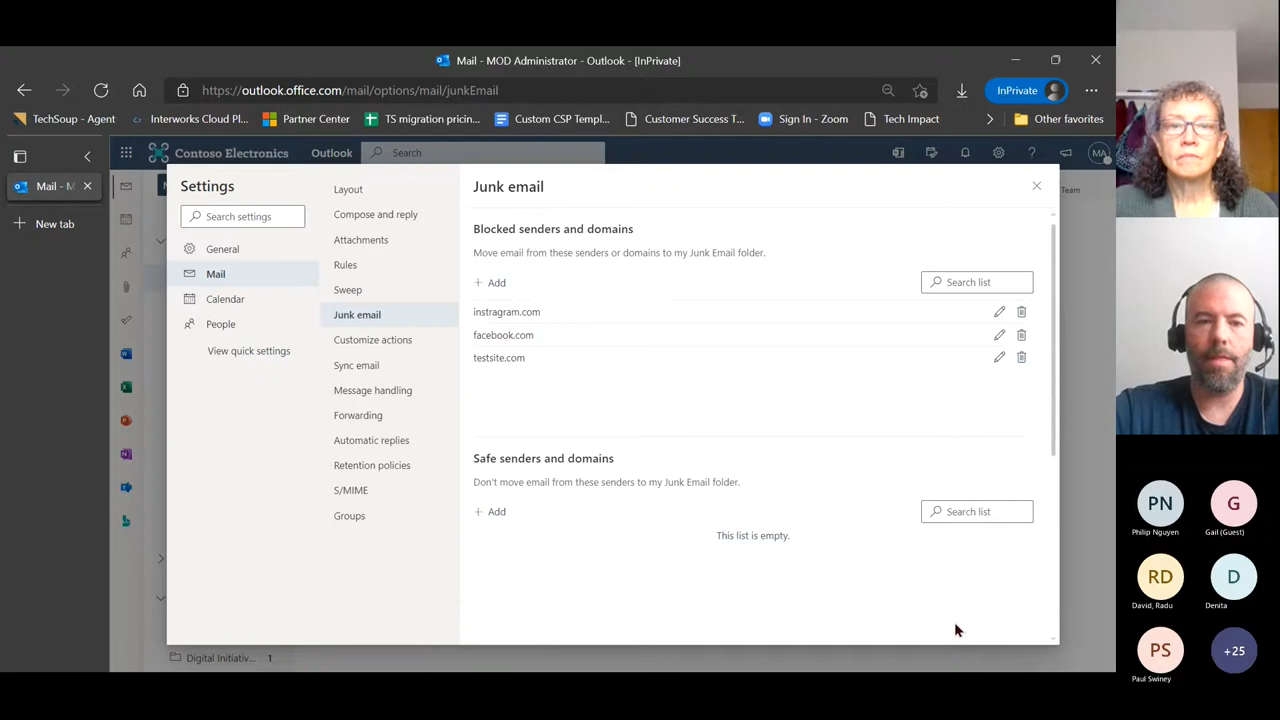 Mail - MOD Administrator - Outlook - [InPrivate]
https://outlook.office.com/mail/options/mail/junkEmail
InPrivate
TechSoup - Agent
Interworks Cloud Pl...
Partner Center
TS migration pricin...
Custom CSP Templ...
Customer Success T...
Sign In - Zoom
Tech Impact
Other favorites
Contoso Electronics
Outlook
Search
MA
Mail - M
New tab
Team
Settings
Search settings
General
Mail
Calendar
People
View quick settings
Layout
Compose and reply
Attachments
Rules
Sweep
Junk email
Customize actions
Sync email
Message handling
Forwarding
Automatic replies
Retention policies
S/MIME
Groups
Junk email
Blocked senders and domains
Move email from these senders or domains to my Junk Email folder.
Add
Search list
instragram.com
facebook.com
testsite.com
Safe senders and domains
Don't move email from these senders to my Junk Email folder.
Add
Search list
This list is empty.
Digital Initiativ... 1
PN
Philip Nguyen
G
Gail (Guest)
RD
David, Radu
D
Denita
PS
Paul Swiney
+25